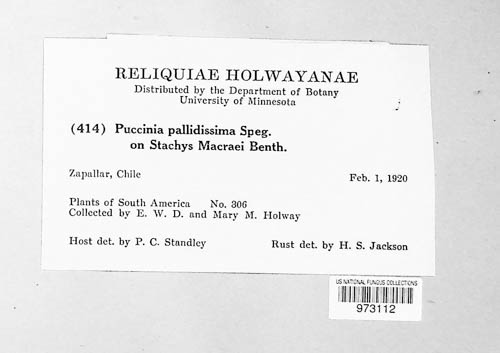 RELIQUIAE HOLWAYANAE
Distributed by the Department of Botany
University of Minnesota
(414) Puccinia pallidissima Speg.
on Stachys Macraei Benth.
Zapallar, Chile Feb. 1, 1920
Plants of South America No. 306
Collected by E. W. D. and Mary M. Holway
Host det. by P. C. Standley Rust det. by H. S. Jackson
US NATIONAL FUNGUS COLLECTIONS
973112